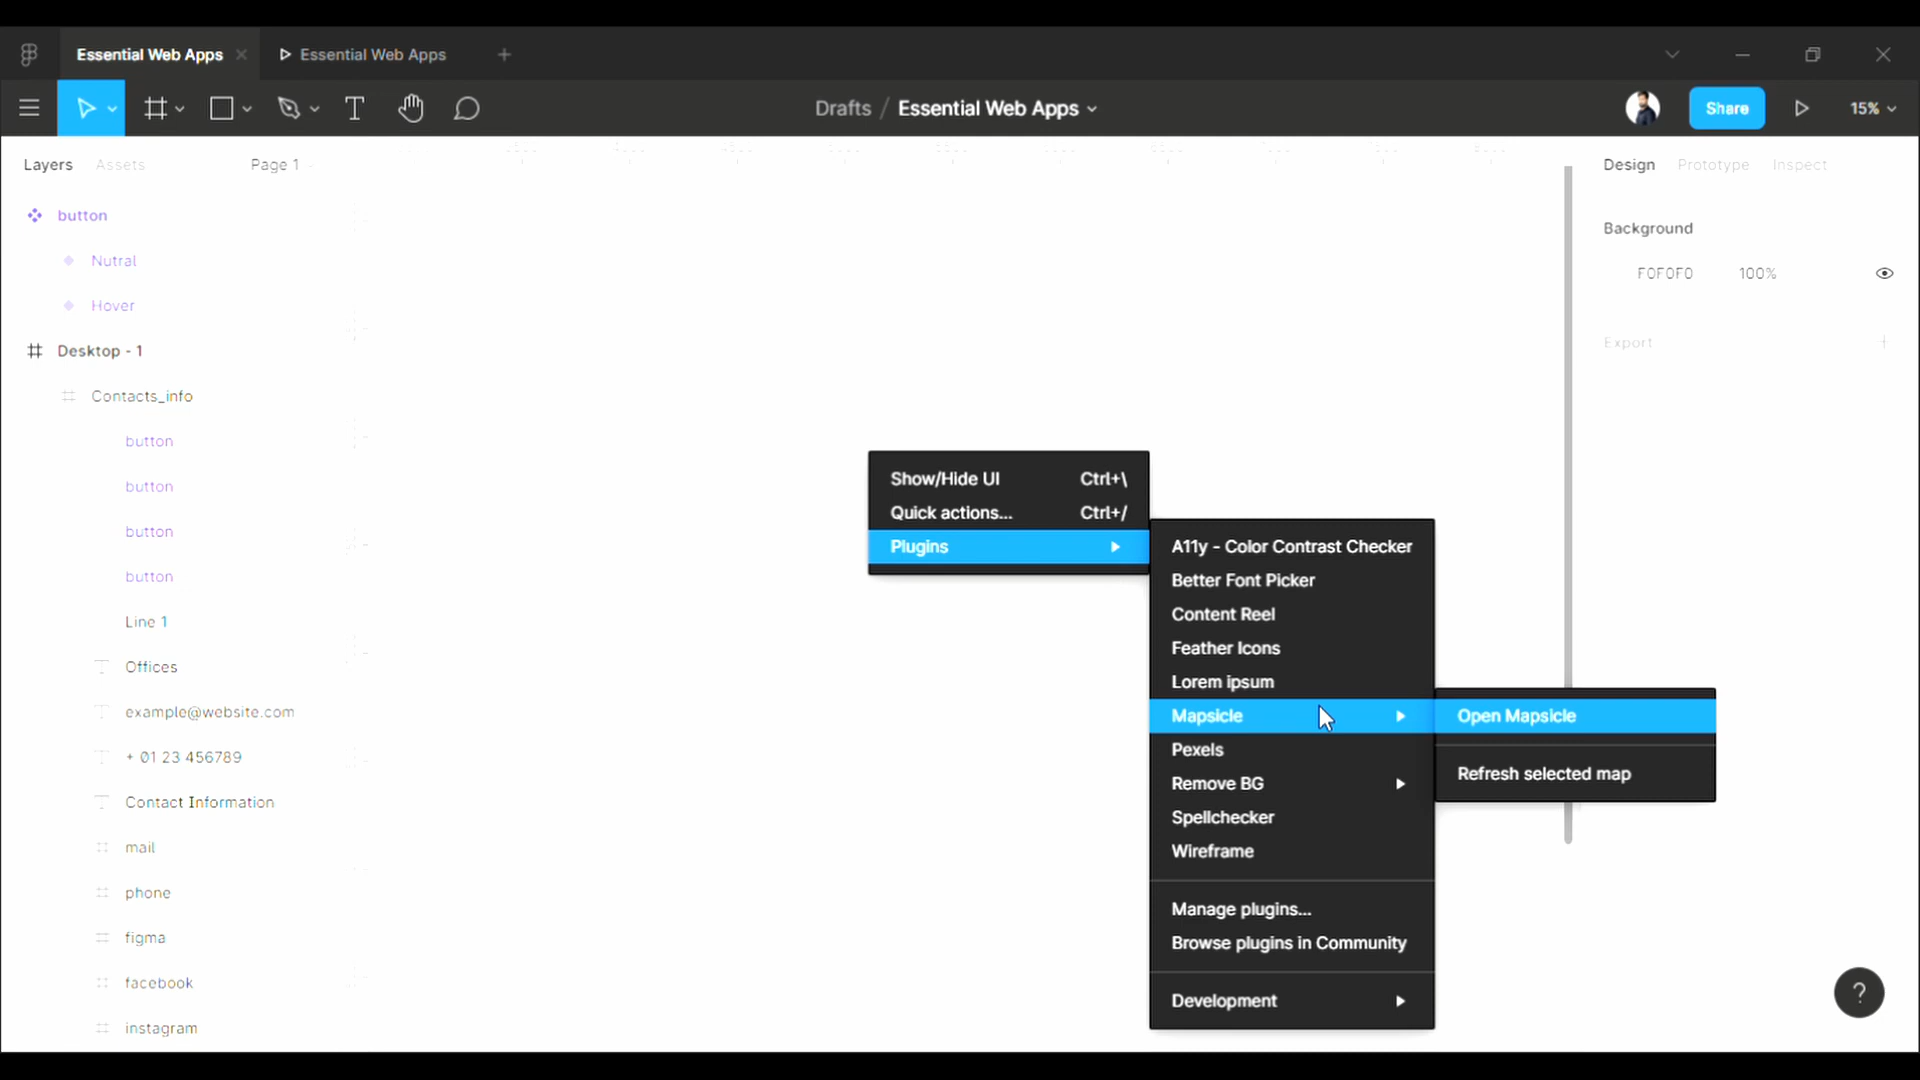 Essential Web Apps
Essential Web Apps
Drafts / Essential Web Apps
Share
15%
Layers
Assets
Page 1
button
Nutral
Hover
Desktop - 1
Contacts_info
button
button
button
button
Line 1
Offices
example@website.com
+ 01 23 456789
Contact Information
mail
phone
figma
facebook
instagram
Show/Hide UI Ctrl+\
Quick actions... Ctrl+/
Plugins
A11y - Color Contrast Checker
Better Font Picker
Content Reel
Feather Icons
Lorem ipsum
Mapsicle
Pexels
Remove BG
Spellchecker
Wireframe
Manage plugins...
Browse plugins in Community
Development
Open Mapsicle
Refresh selected map
Design
Prototype
Inspect
Background
F0F0F0 100%
Export
?